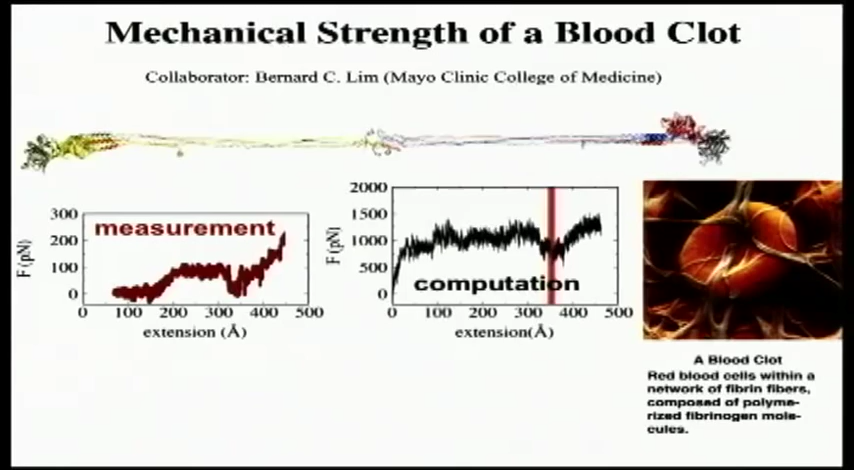 Mechanical Strength of a Blood Clot
Collaborator: Bernard C. Lim (Mayo Clinic College of Medicine)
300
200
100
0
F (pN)
measurement
0 100 200 300 400 500
extension (Å)
2000
1500
1000
500
0
F(pN)
computation
0 100 200 300 400 500
extension(Å)
A Blood Clot
Red blood cells within a
network of fibrin fibers,
composed of polyme-
rized fibrinogen mole-
cules.